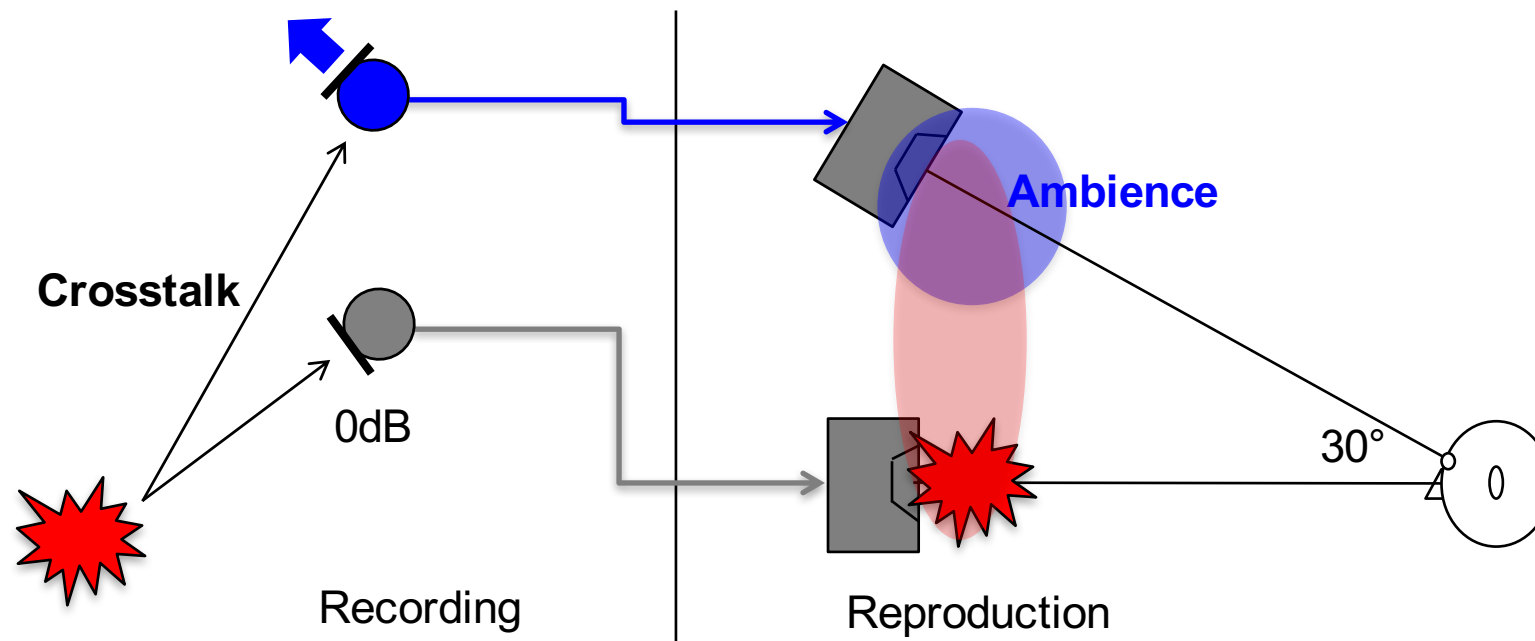 Ambience
Crosstalk
0dB
30°
Recording
Reproduction